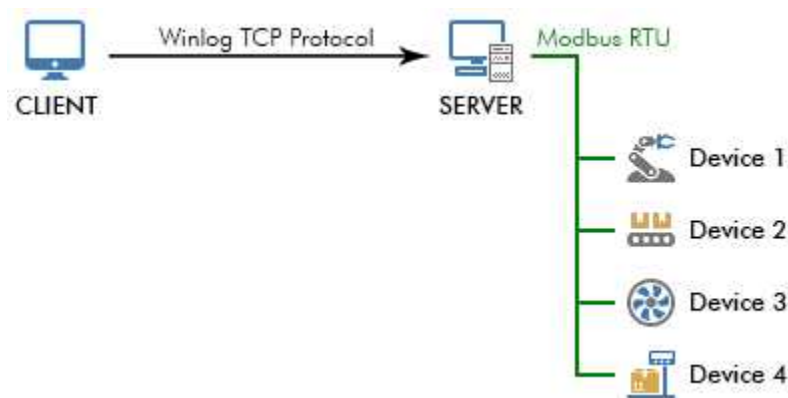 Winlog TCP Protocol
Modbus RTU
CLIENT
SERVER
Device 1
Device 2
Device 3
Device 4